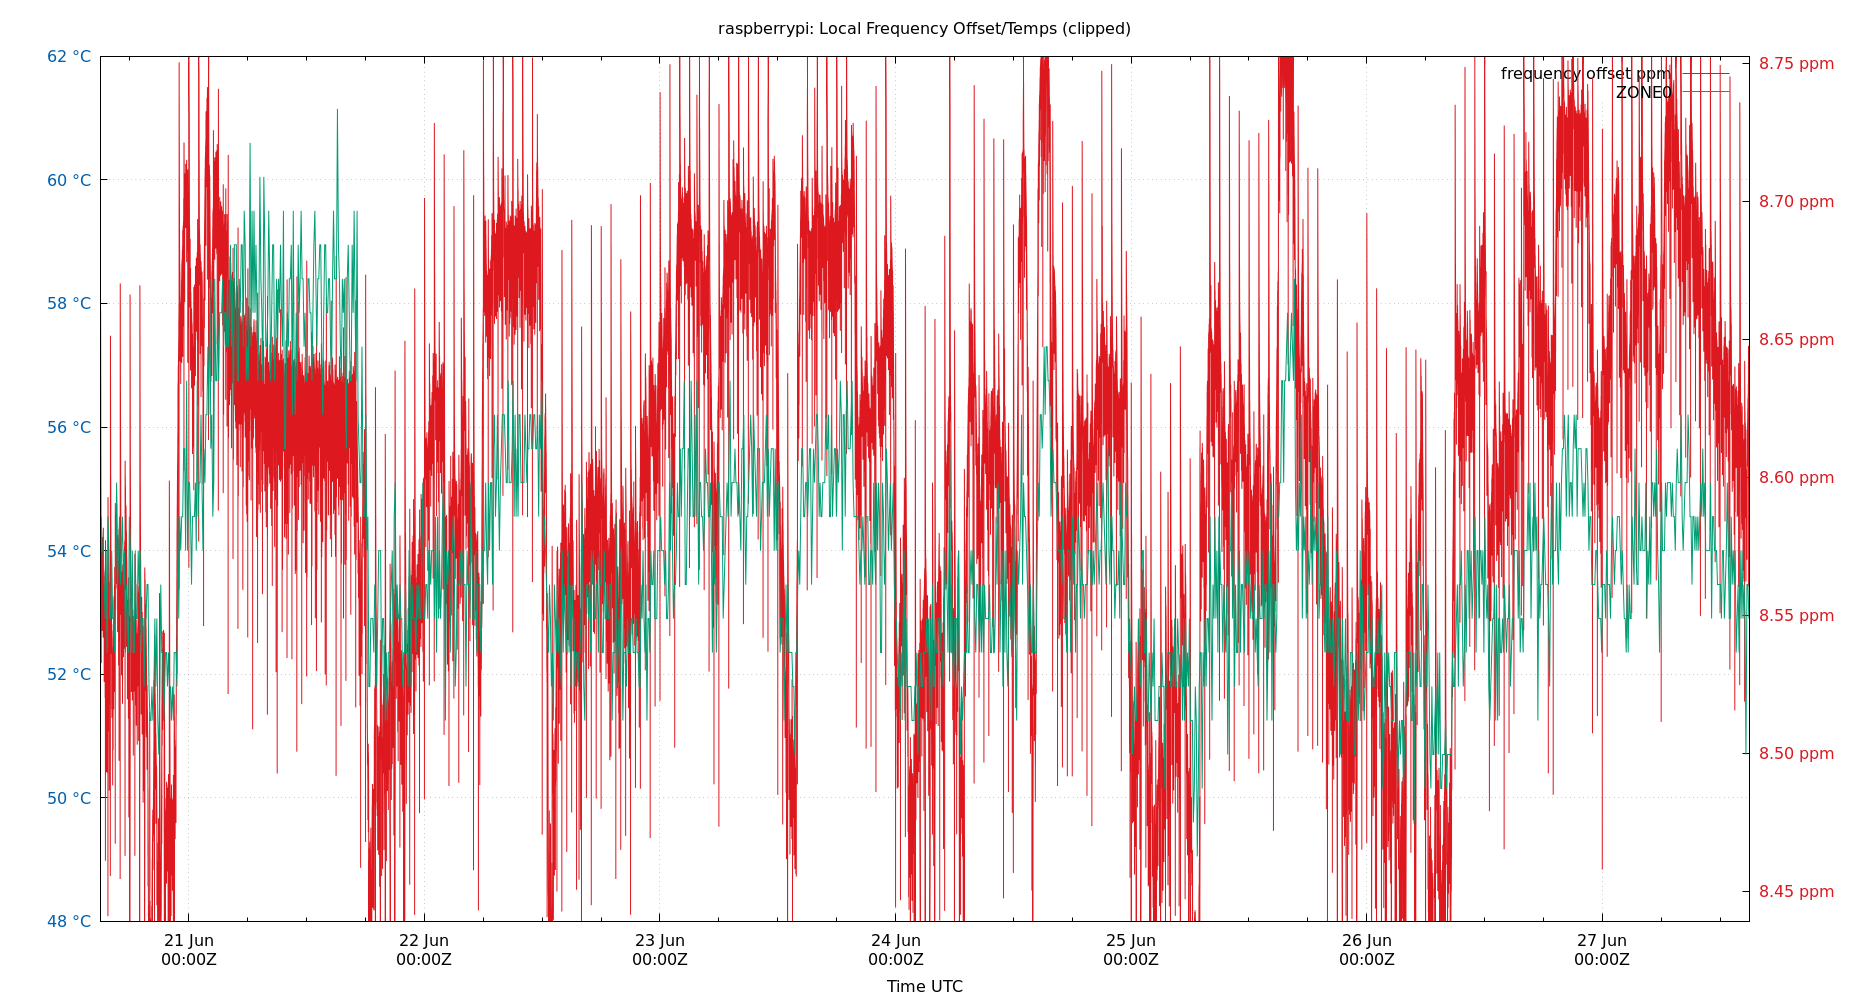 raspberrypi: Local Frequency Offset/Temps (clipped)
62 °C
60 °C
58 °C
56 °C
54 °C
52 °C
50 °C
48 °C
8.75 ppm
8.70 ppm
8.65 ppm
8.60 ppm
8.55 ppm
8.50 ppm
8.45 ppm
frequency offset ppm
ZONE0
21 Jun
00:00Z
22 Jun
00:00Z
23 Jun
00:00Z
24 Jun
00:00Z
25 Jun
00:00Z
26 Jun
00:00Z
27 Jun
00:00Z
Time UTC